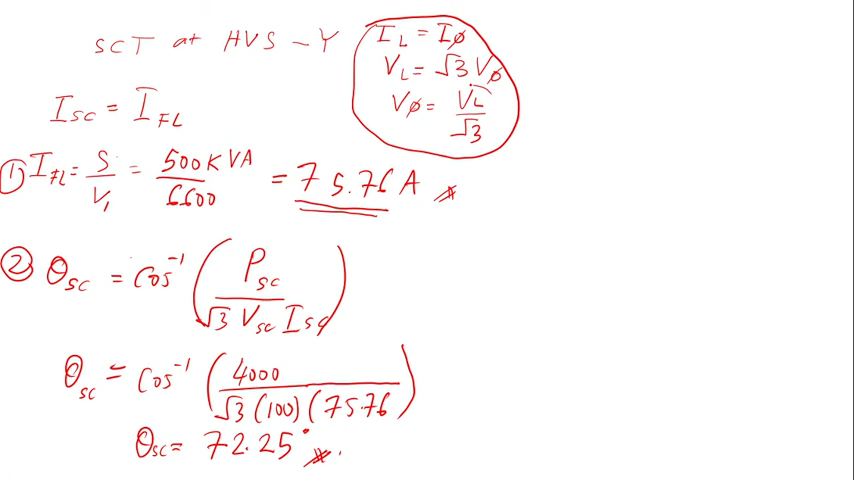 SCT at HVS - Y
I_L = I_ϕ
V_L = √3 V_ϕ
V_ϕ = V_L / √3
I_SC = I_FL
① I_FL = S / V_1 = 500 KVA / 6600 = 75.76 A
② θ_SC = Cos^-1 ( P_SC / √3 V_SC I_SC )
θ_SC = Cos^-1 ( 4000 / √3 (100) (75.76 )
θ_SC = 72.25°